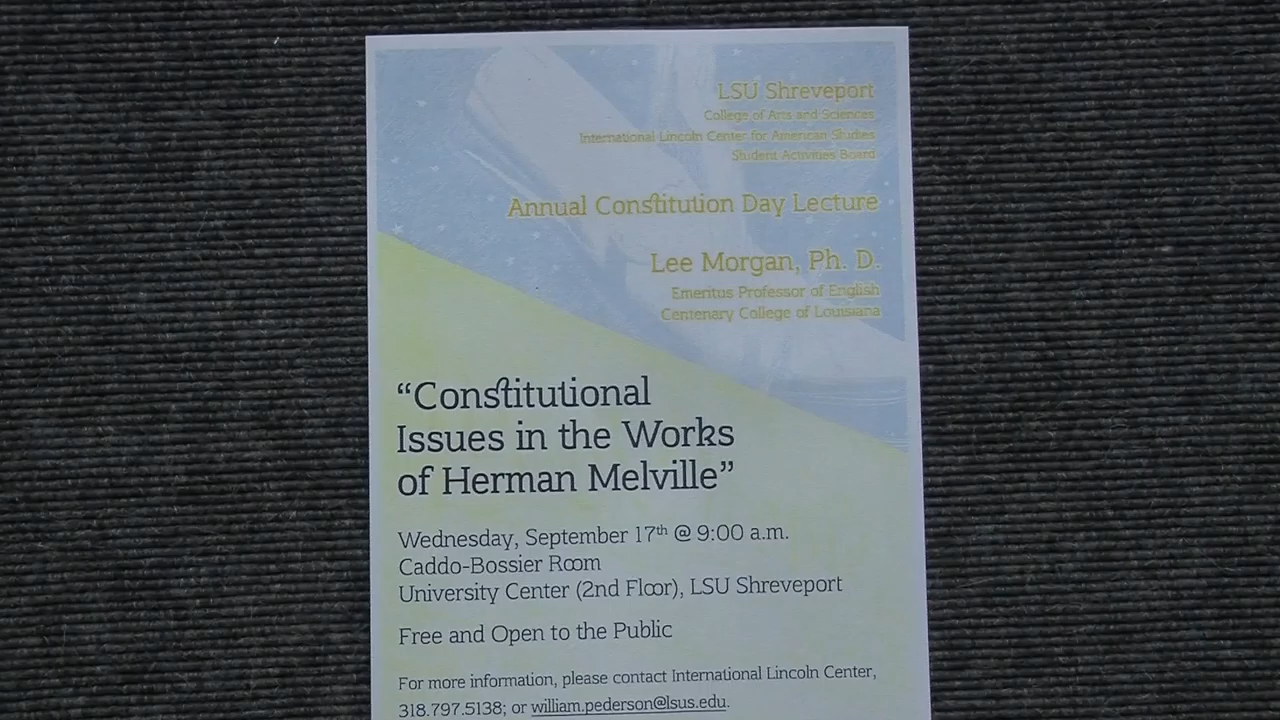 LSU Shreveport
College of Arts and Sciences
International Lincoln Center for American Studies
Student Activities Board
Annual Constitution Day Lecture
Lee Morgan, Ph. D.
Emeritus Professor of English
Centenary College of Louisiana
“Constitutional
Issues in the Works
of Herman Melville”
Wednesday, September 17th @ 9:00 a.m.
Caddo-Bossier Room
University Center (2nd Floor), LSU Shreveport
Free and Open to the Public
For more information, please contact International Lincoln Center,
318.797.5138; or william.pederson@lsus.edu.